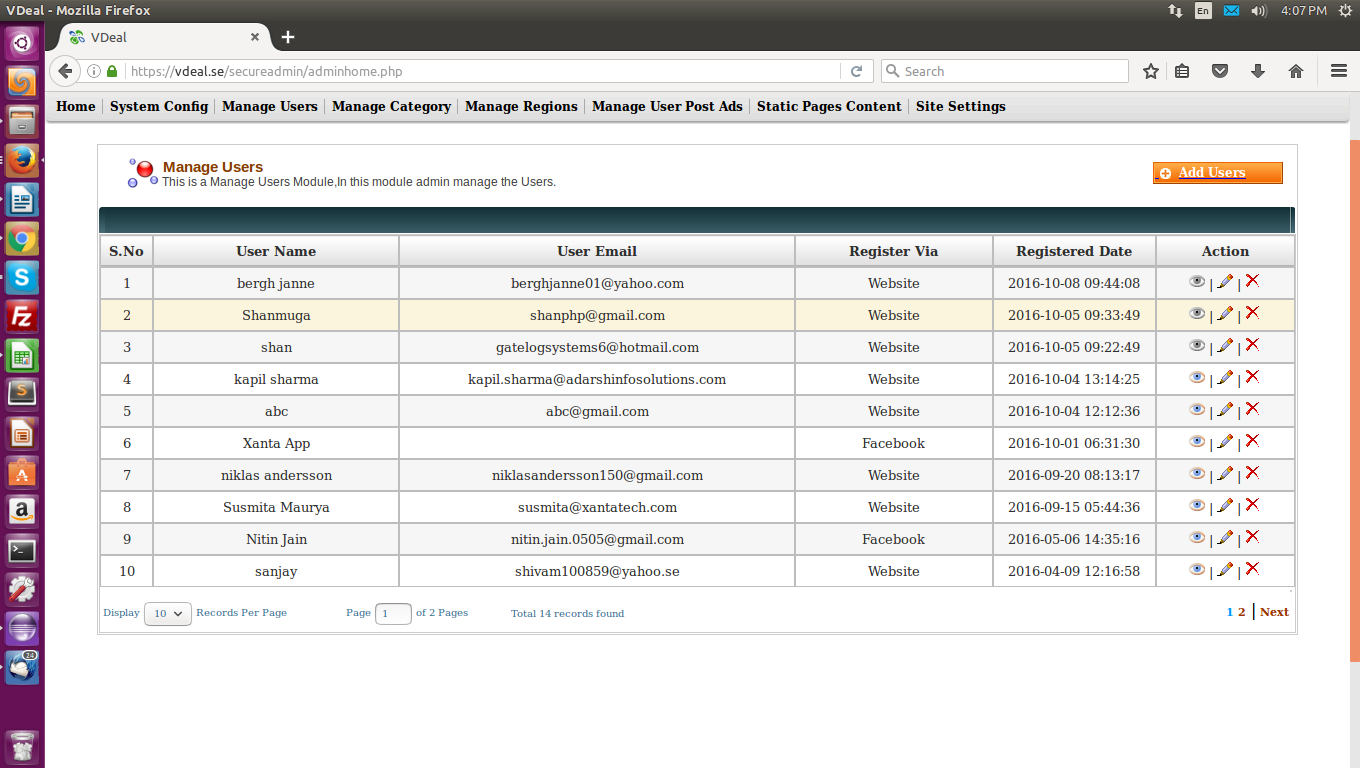 VDeal - Mozilla Firefox
En
4:07 PM
VDeal
https://vdeal.se/secureadmin/adminhome.php
Search
Home System Config Manage Users Manage Category Manage Regions Manage User Post Ads Static Pages Content Site Settings
Manage Users
This is a Manage Users Module,In this module admin manage the Users.
Add Users
S.No User Name User Email Register Via Registered Date Action
1 bergh janne berghjanne01@yahoo.com Website 2016-10-08 09:44:08 | |
2 Shanmuga shanphp@gmail.com Website 2016-10-05 09:33:49 | |
3 shan gatelogsystems6@hotmail.com Website 2016-10-05 09:22:49 | |
4 kapil sharma kapil.sharma@adarshinfosolutions.com Website 2016-10-04 13:14:25 | |
5 abc abc@gmail.com Website 2016-10-04 12:12:36 | |
6 Xanta App Facebook 2016-10-01 06:31:30 | |
7 niklas andersson niklasandersson150@gmail.com Website 2016-09-20 08:13:17 | |
8 Susmita Maurya susmita@xantatech.com Website 2016-09-15 05:44:36 | |
9 Nitin Jain nitin.jain.0505@gmail.com Facebook 2016-05-06 14:35:16 | |
10 sanjay shivam100859@yahoo.se Website 2016-04-09 12:16:58 | |
Display 10 Records Per Page Page 1 of 2 Pages Total 14 records found 1 2 | Next